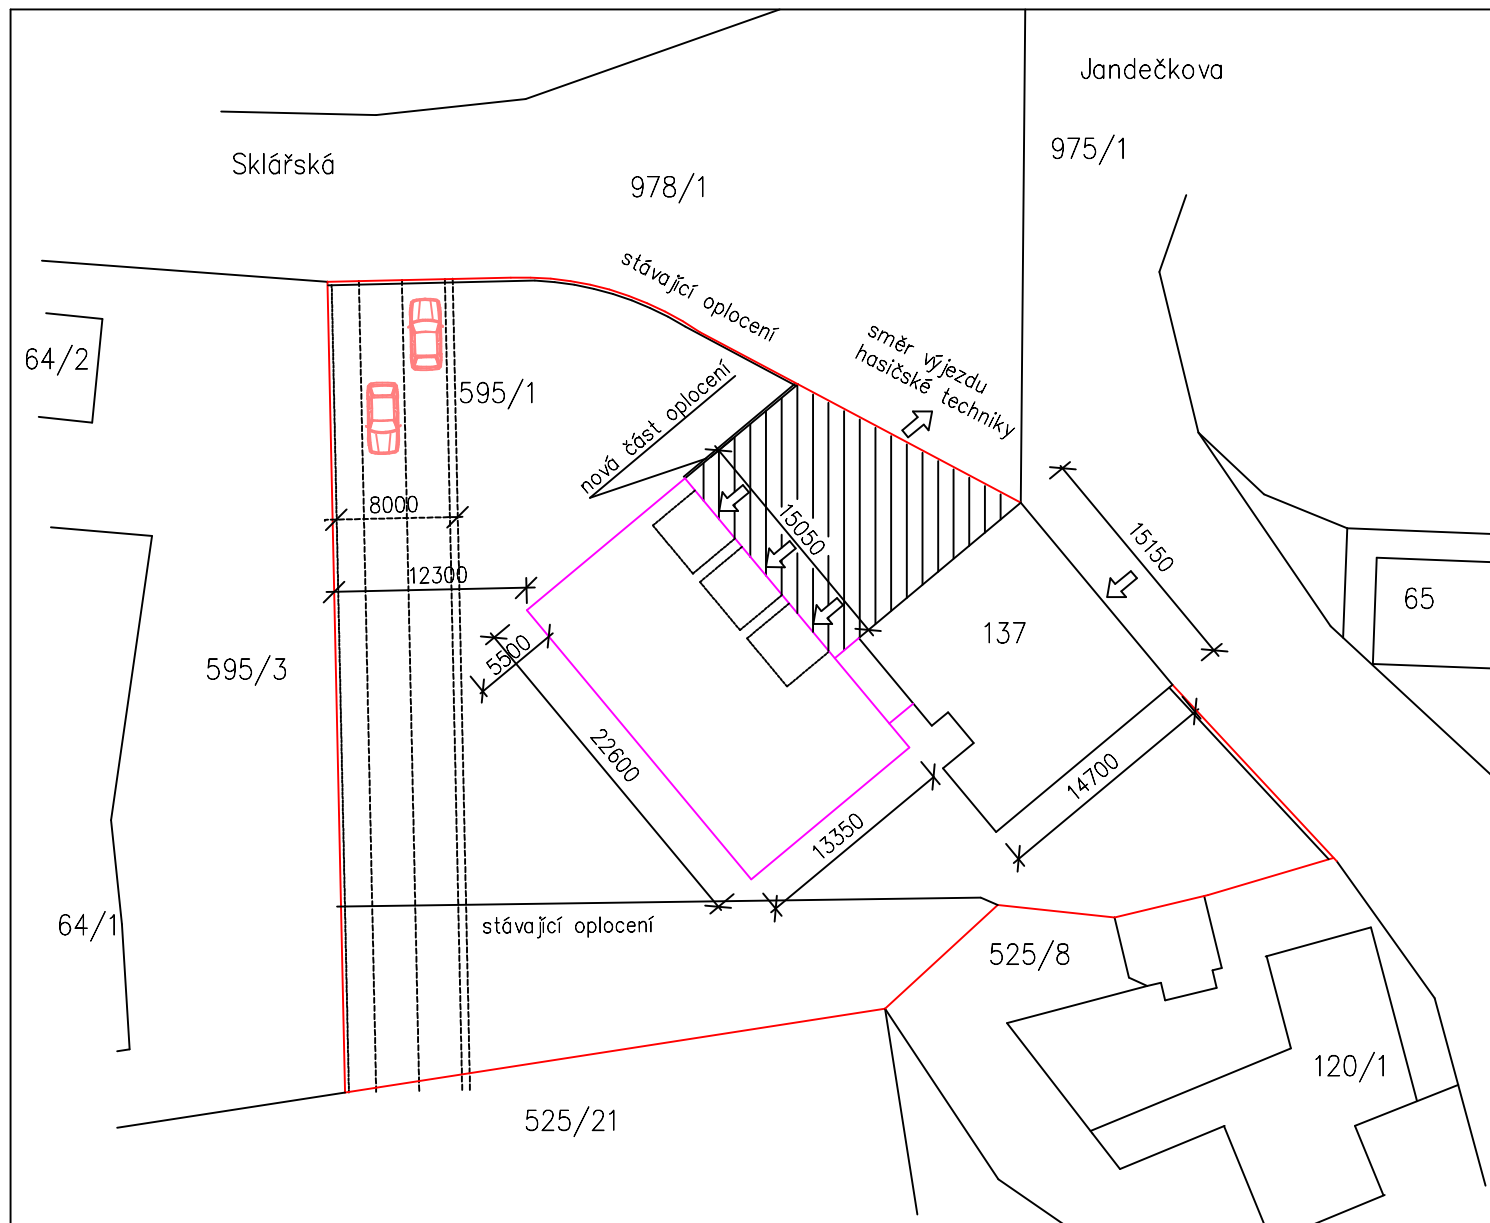 Jandečkova
975/1
Sklářská
978/1
stávající oplocení
směr výjezdu
hasičské techniky
64/2
595/1
nová část oplocení
8000
15050
15150
12300
65
137
5500
595/3
22600
14700
13350
64/1
stávající oplocení
525/8
120/1
525/21